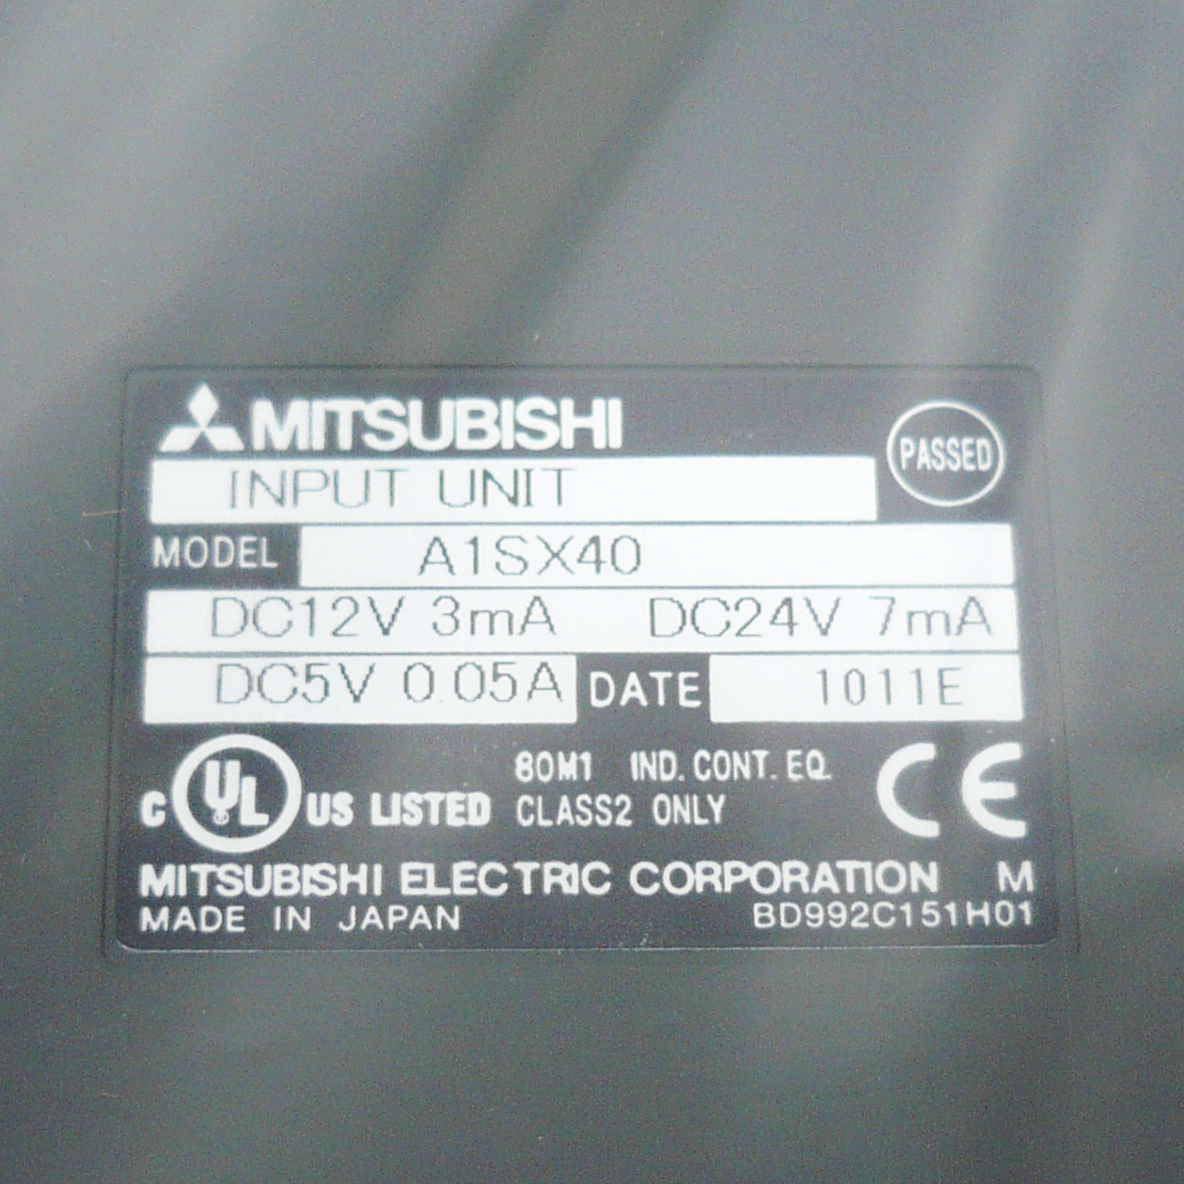 MITSUBISHI
PASSED
INPUT UNIT
MODEL A1SX40
DC12V 3mA DC24V 7mA
DC5V 0.05A DATE 1011E
C UL US LISTED 80M1 IND. CONT. EQ.
CLASS2 ONLY
CE
MITSUBISHI ELECTRIC CORPORATION M
MADE IN JAPAN BD992C151H01